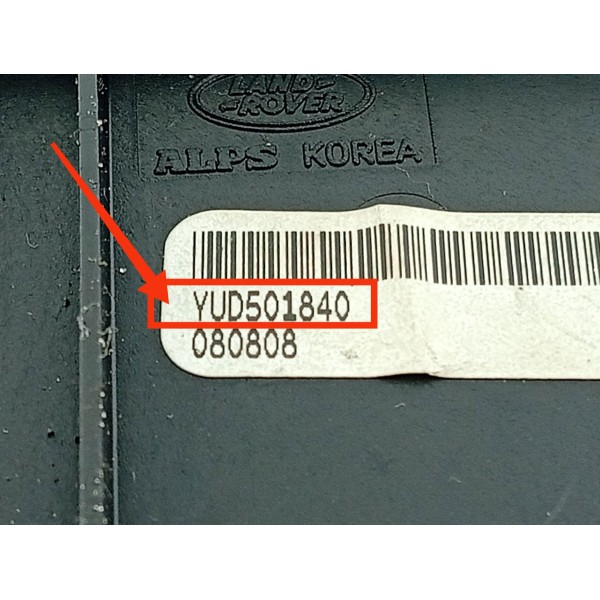 LAND-
-ROVER
ALPS KOREA
YUD501840
080808